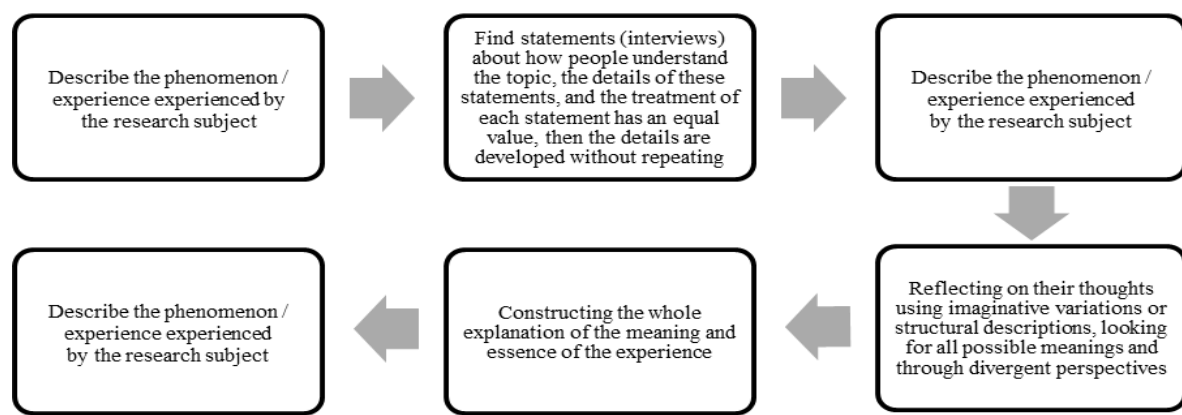 Describe the phenomenon /
experience experienced by
the research subject
Find statements (interviews)
about how people understand
the topic, the details of these
statements, and the treatment of
each statement has an equal
value, then the details are
developed without repeating
Describe the phenomenon /
experience experienced
by the research subject
Reflecting on their thoughts
using imaginative variations or
structural descriptions, looking
for all possible meanings and
through divergent perspectives
Constructing the whole
explanation of the meaning and
essence of the experience
Describe the phenomenon /
experience experienced
by the research subject